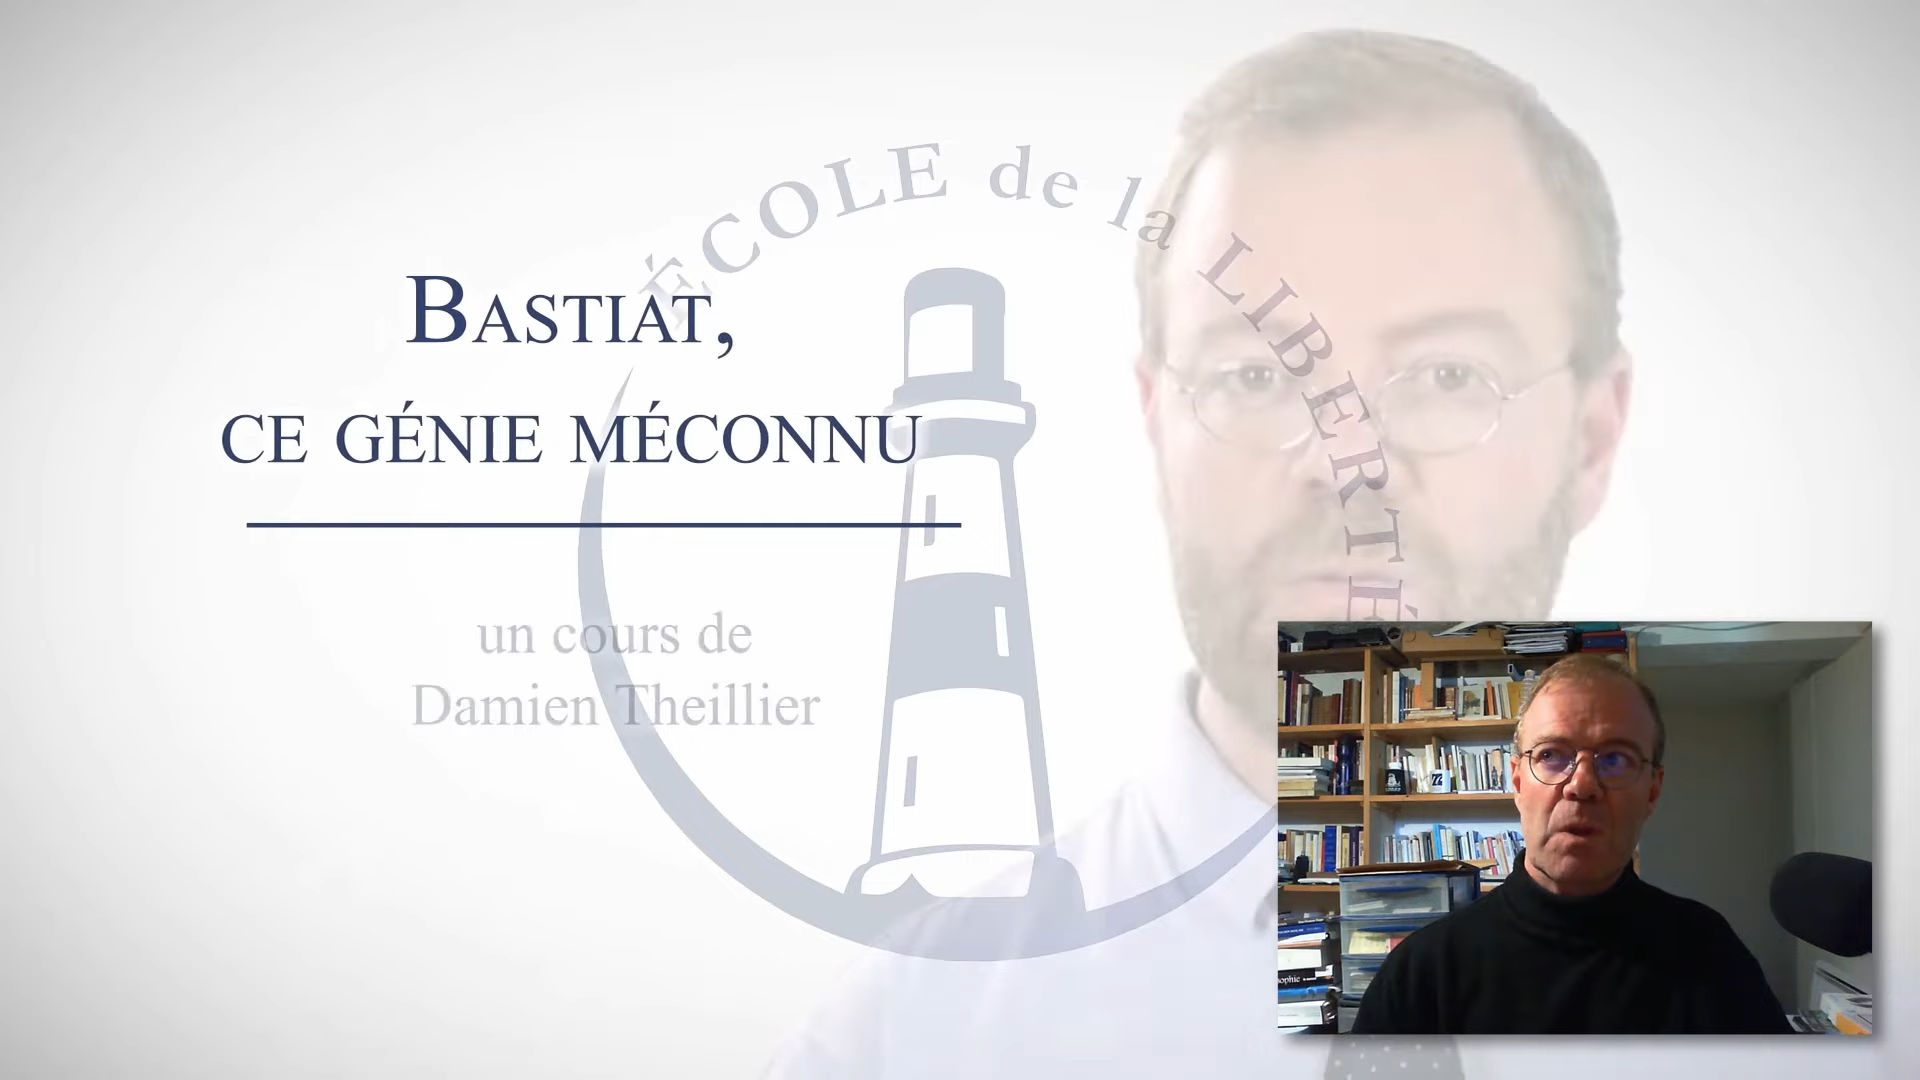 ÉCOLE de la LIBERTÉ
BASTIAT,
CE GÉNIE MÉCONNU
un cours de
Damien Theillier